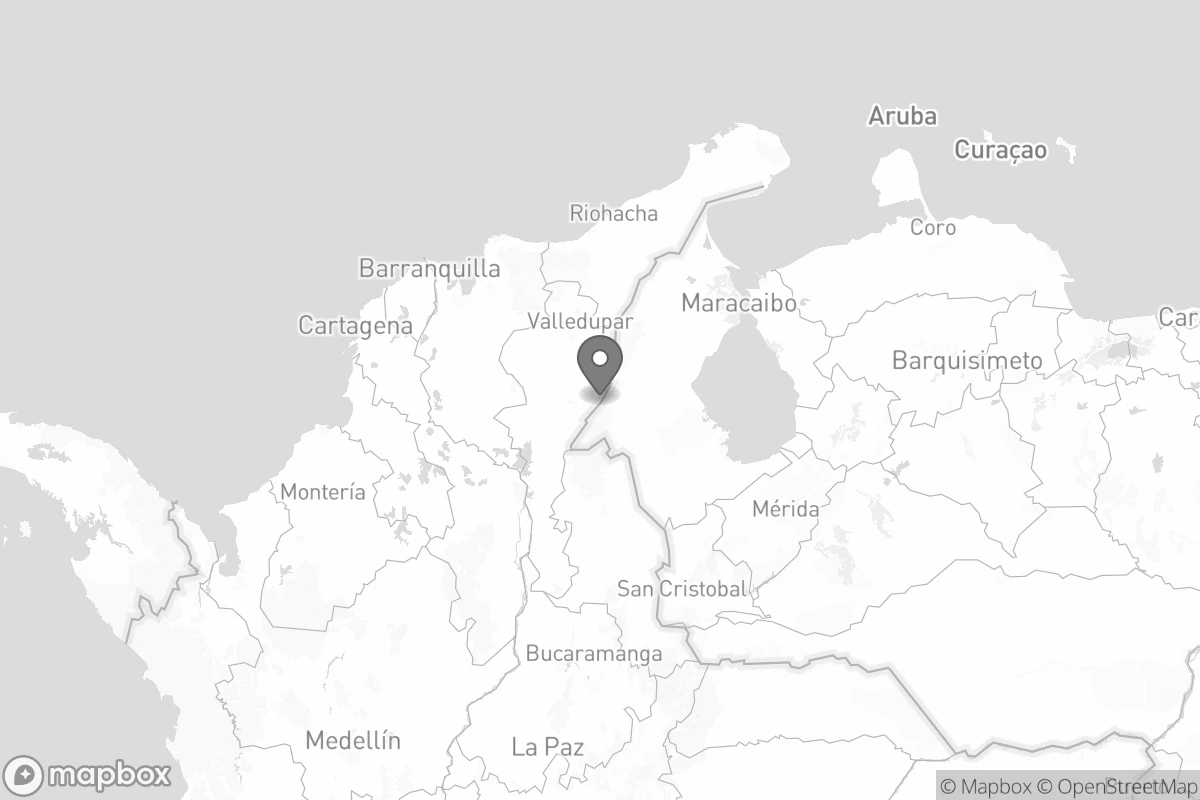 Aruba
Curaçao
Riohacha
Coro
Barranquilla
Maracaibo
Cartagena
Valledupar
Car
Barquisimeto
Montería
Mérida
San Cristobal
Bucaramanga
Medellín
La Paz
mapbox
© Mapbox © OpenStreetMap